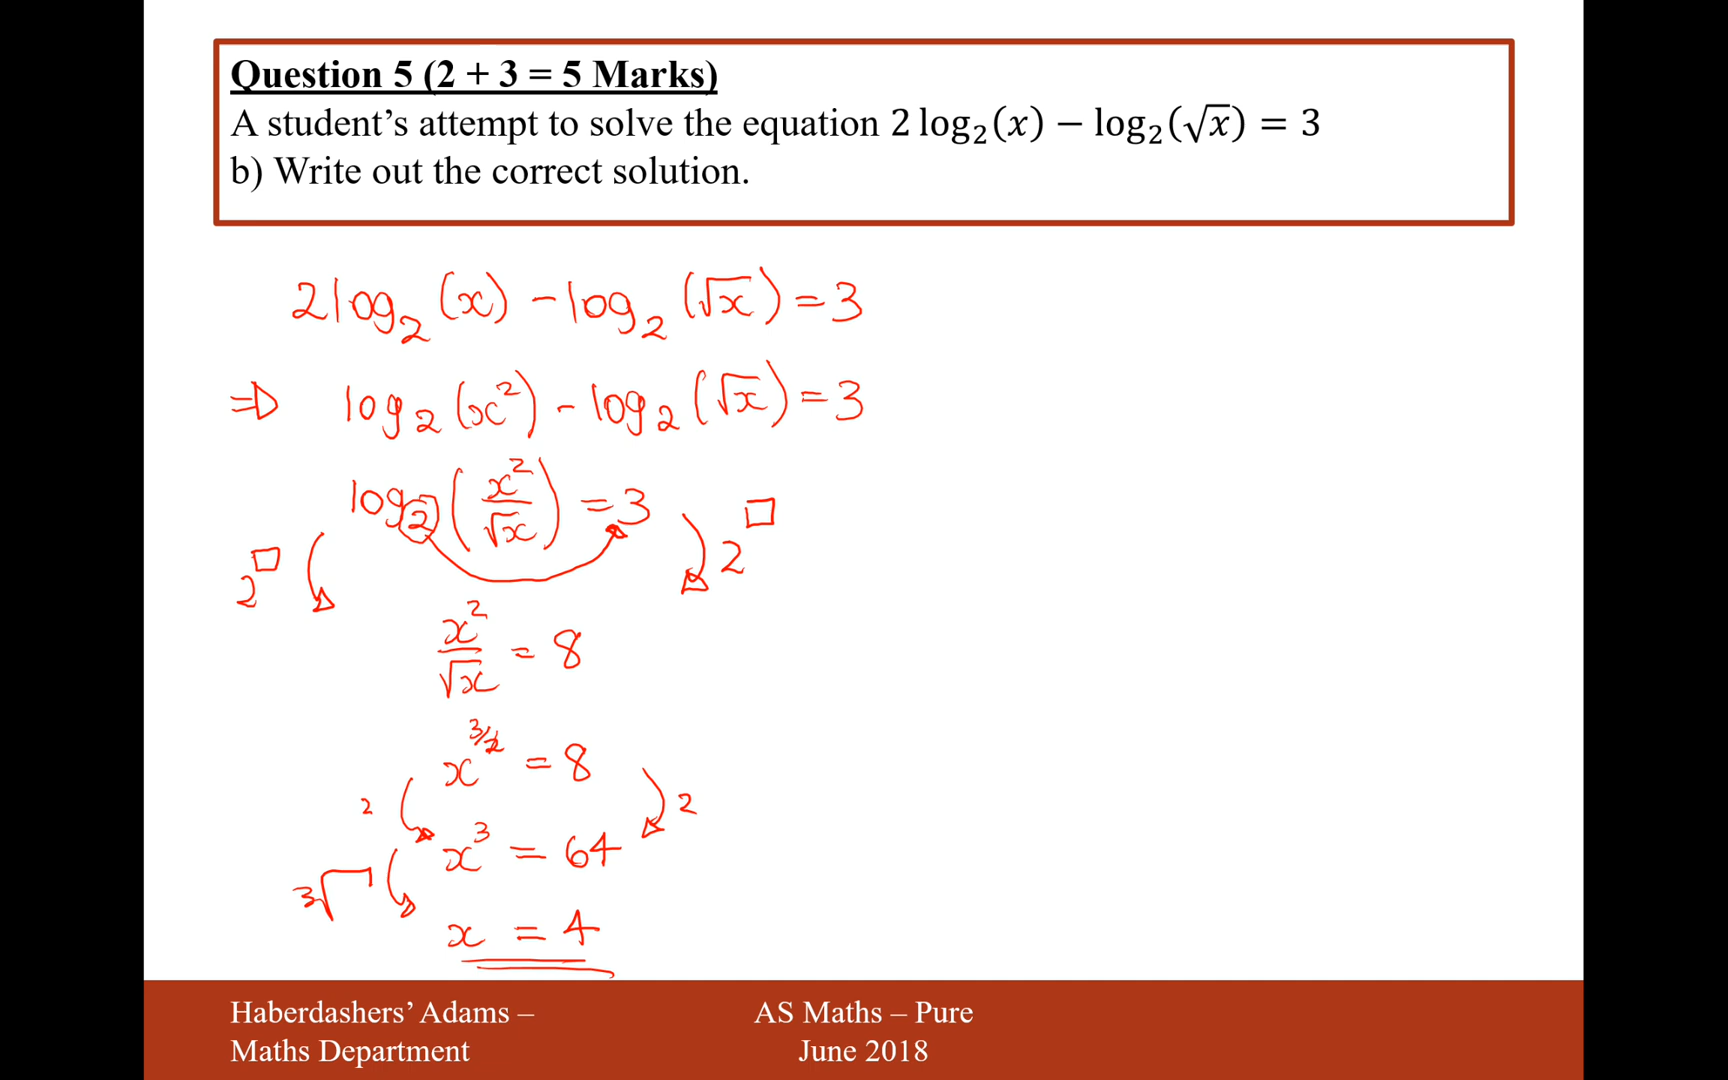 Question 5 (2 + 3 = 5 Marks)
A student's attempt to solve the equation 2 log₂(x) − log₂(√x) = 3
b) Write out the correct solution.
2log₂(x) − log₂(√x) = 3
⇒ log₂(x²) − log₂(√x) = 3
log₂(x²/√x) = 3
2^□ 2^□
x²/√x = 8
x^(3/2) = 8
2 2
x³ = 64
³√
x = 4
Haberdashers' Adams –
Maths Department
AS Maths – Pure
June 2018